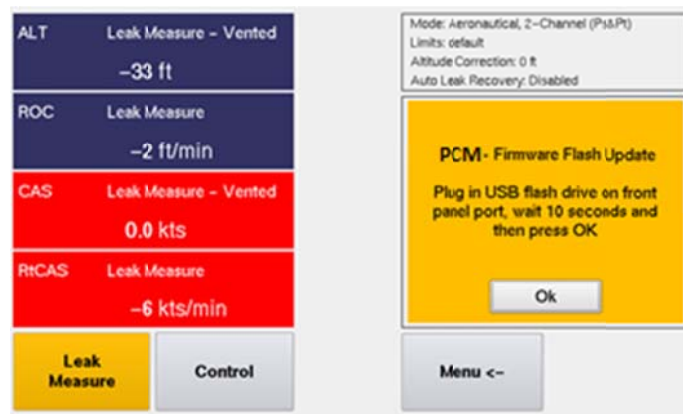 ALT Leak Measure - Vented
-33 ft
ROC Leak Measure
-2 ft/min
CAS Leak Measure - Vented
0.0 kts
RtCAS Leak Measure
-6 kts/min
Leak
Measure
Control
Mode: Aeronautical, 2-Channel (Ps&Pt)
Limits: default
Altitude Correction: 0 ft
Auto Leak Recovery: Disabled
PCM - Firmware Flash Update
Plug in USB flash drive on front
panel port, wait 10 seconds and
then press OK
Ok
Menu <-